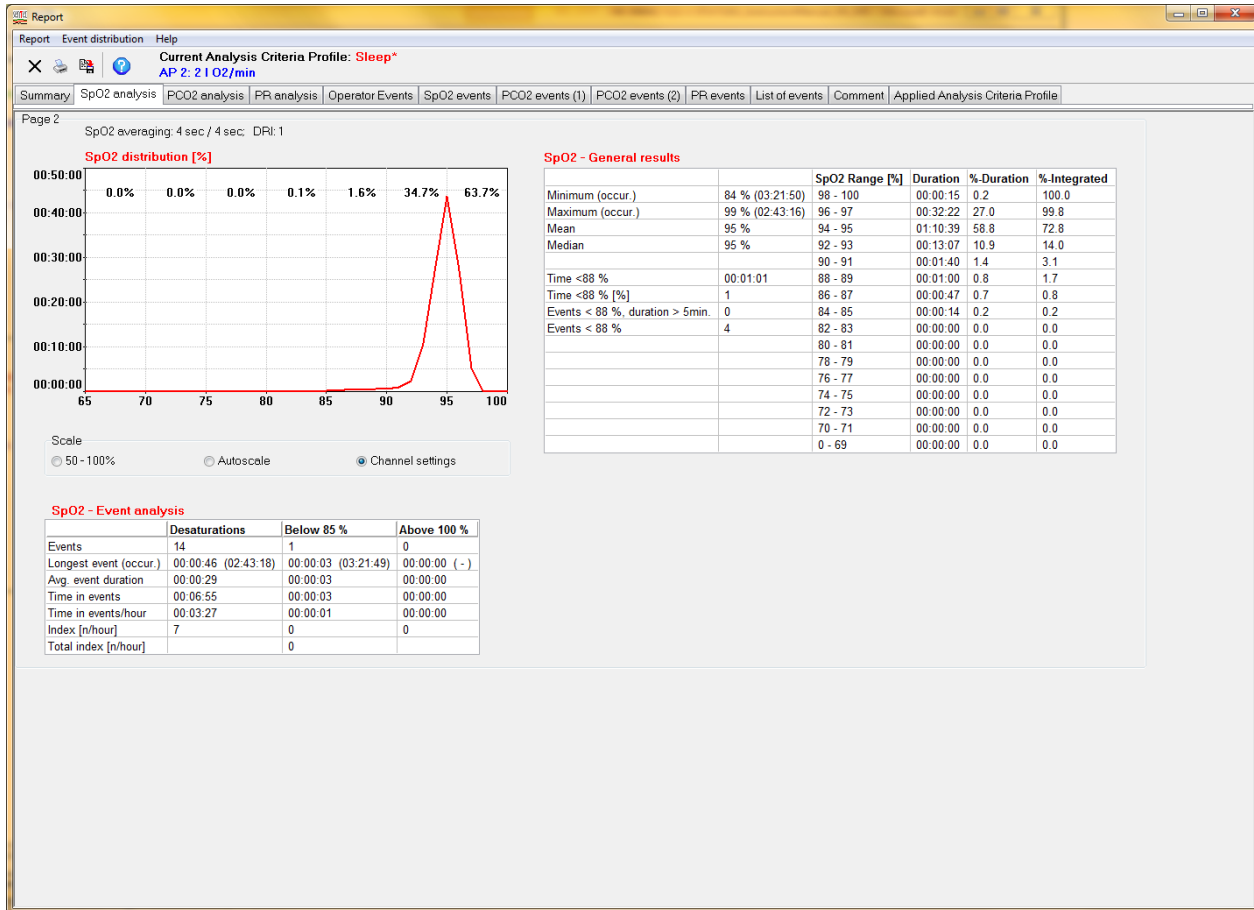 Report
Report Event distribution Help
Current Analysis Criteria Profile: Sleep*
AP 2: 2 l O2/min
Summary SpO2 analysis PCO2 analysis PR analysis Operator Events SpO2 events PCO2 events (1) PCO2 events (2) PR events List of events Comment Applied Analysis Criteria Profile
Page 2
SpO2 averaging: 4 sec / 4 sec; DRI: 1
SpO2 distribution [%]
00:50:00
0.0% 0.0% 0.0% 0.1% 1.6% 34.7% 63.7%
00:40:00
00:30:00
00:20:00
00:10:00
00:00:00
65 70 75 80 85 90 95 100
Scale
50 - 100% Autoscale Channel settings
SpO2 - General results
SpO2 Range [%] Duration %-Duration %-Integrated
Minimum (occur.) 84 % (03:21:50) 98 - 100 00:00:15 0.2 100.0
Maximum (occur.) 99 % (02:43:16) 96 - 97 00:32:22 27.0 99.8
Mean 95 % 94 - 95 01:10:39 58.8 72.8
Median 95 % 92 - 93 00:13:07 10.9 14.0
90 - 91 00:01:40 1.4 3.1
Time <88 % 00:01:01 88 - 89 00:01:00 0.8 1.7
Time <88 % [%] 1 86 - 87 00:00:47 0.7 0.8
Events < 88 %, duration > 5min. 0 84 - 85 00:00:14 0.2 0.2
Events < 88 % 4 82 - 83 00:00:00 0.0 0.0
80 - 81 00:00:00 0.0 0.0
78 - 79 00:00:00 0.0 0.0
76 - 77 00:00:00 0.0 0.0
74 - 75 00:00:00 0.0 0.0
72 - 73 00:00:00 0.0 0.0
70 - 71 00:00:00 0.0 0.0
0 - 69 00:00:00 0.0 0.0
SpO2 - Event analysis
Desaturations Below 85 % Above 100 %
Events 14 1 0
Longest event (occur.) 00:00:46 (02:43:18) 00:00:03 (03:21:49) 00:00:00 ( - )
Avg. event duration 00:00:29 00:00:03 00:00:00
Time in events 00:06:55 00:00:03 00:00:00
Time in events/hour 00:03:27 00:00:01 00:00:00
Index [n/hour] 7 0 0
Total index [n/hour] 0